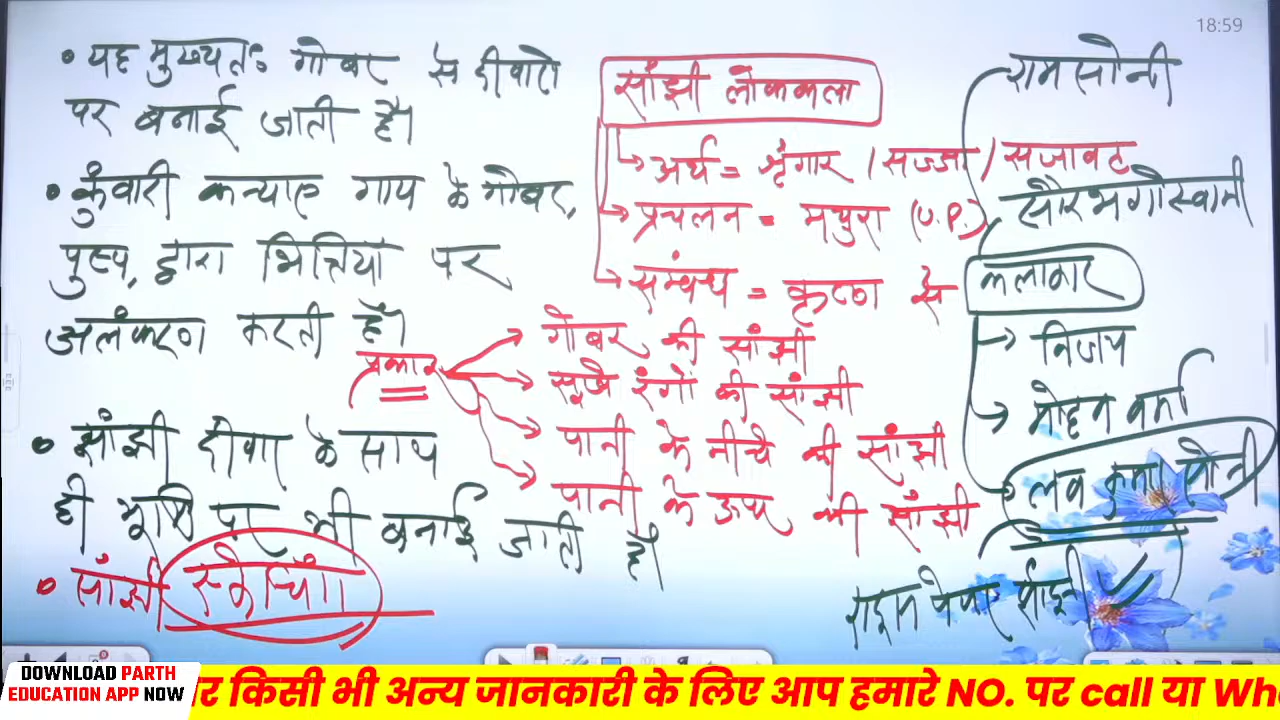 18:59
• यह मुख्यतः गोबर से दीवारो
पर बनाई जाती है।
• कुंवारी कन्याए गाय के गोबर,
पुष्प, द्वारा भित्तियां पर
अलंकरण करती है।
• सांझी दीवार के साथ
ही भूमि पर भी बनाई जाती है
• सांझी स्केचिंग
सांझी लोककला
अर्थ = श्रृंगार / सज्जा / सजावट
प्रचलन = मथुरा (U.P.)
सम्बंध = कृष्ण से
प्रकार
गोबर की सांझी
सूखे रंगो की सांझी
पानी के नीचे की सांझी
पानी के ऊपर की सांझी
राम सोनी
सौरभ गोस्वामी
कलाकार
विजय
मोहन वर्मा
लव कुमार सोनी
सांझी
DOWNLOAD PARTH
EDUCATION APP NOW
र किसी भी अन्य जानकारी के लिए आप हमारे NO. पर call या Wh